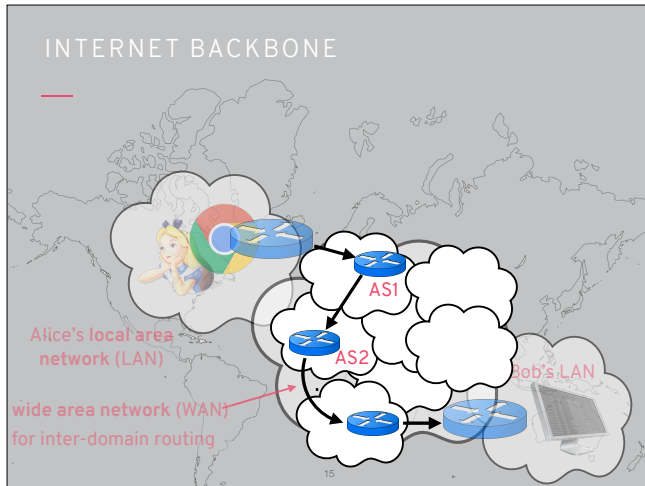 INTERNET BACKBONE
AS1
Alice's local area
network (LAN)
AS2
Bob's LAN
wide area network (WAN)
for inter-domain routing
15